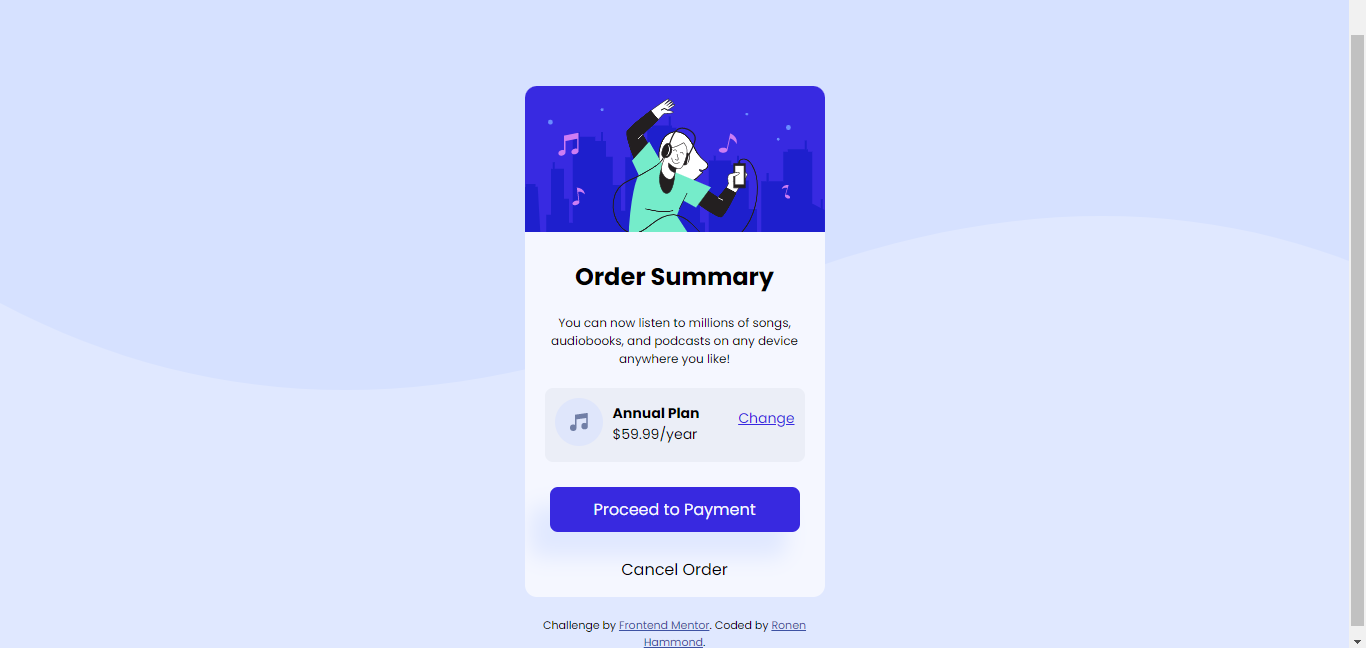 Order Summary
You can now listen to millions of songs,
audiobooks, and podcasts on any device
anywhere you like!
Annual Plan
$59.99/year
Change
Proceed to Payment
Cancel Order
Challenge by Frontend Mentor. Coded by Ronen
Hammond.